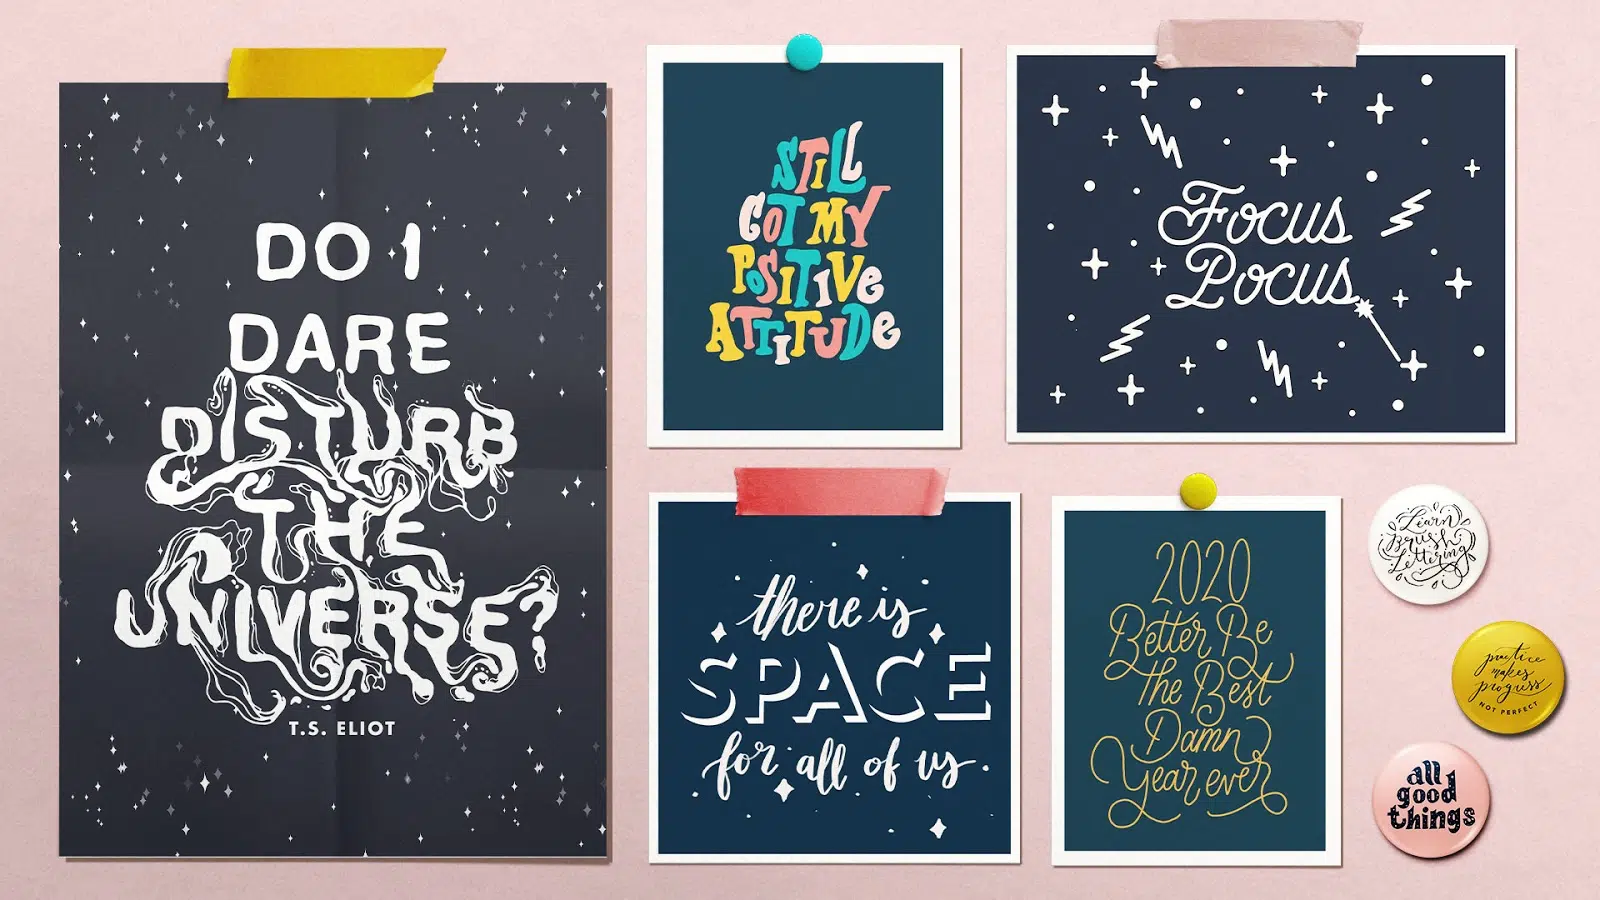 DO I
DARE
DISTURB
THE
UNIVERSE?
T.S. ELIOT
STILL
GOT MY
POSITIVE
ATTITUDE
Focus
Pocus
there is
SPACE
for all of us.
2020
Better Be
the Best
Damn
Year ever
Learn
Brush
Lettering
practice
makes
progress
NOT PERFECT
all
good
things